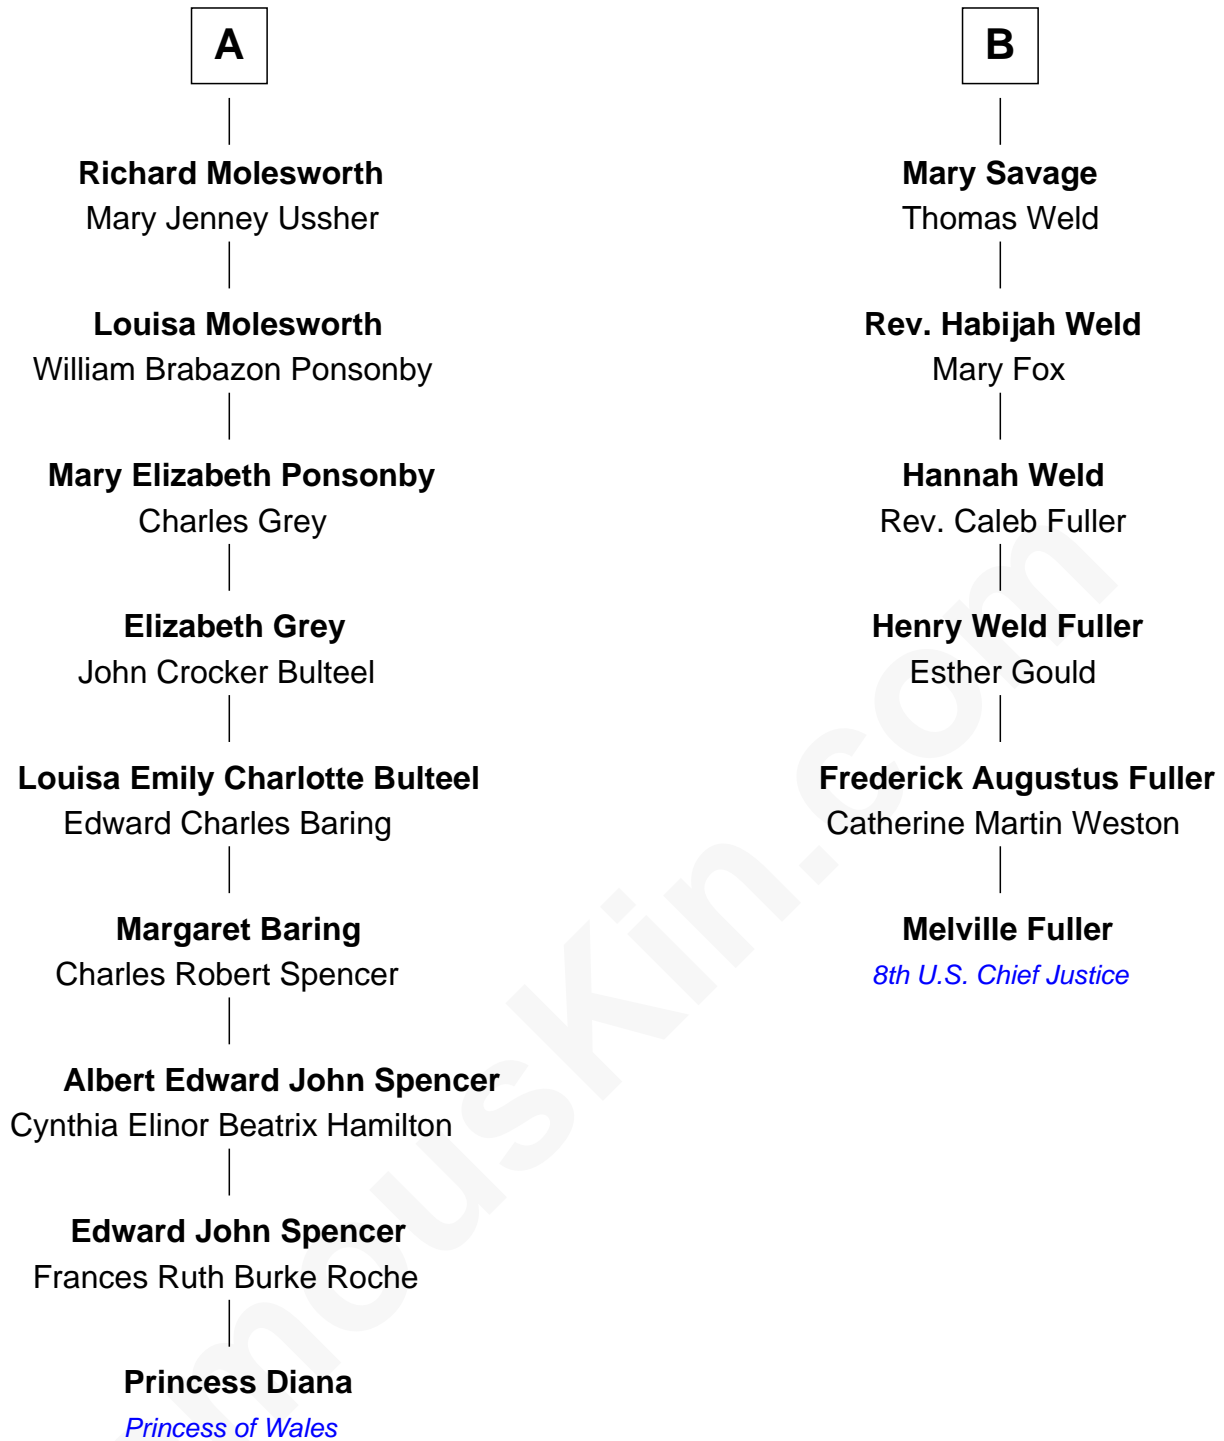 A
Richard Molesworth
Mary Jenney Ussher
Louisa Molesworth
William Brabazon Ponsonby
Mary Elizabeth Ponsonby
Charles Grey
Elizabeth Grey
John Crocker Bulteel
Louisa Emily Charlotte Bulteel
Edward Charles Baring
Margaret Baring
Charles Robert Spencer
Albert Edward John Spencer
Cynthia Elinor Beatrix Hamilton
Edward John Spencer
Frances Ruth Burke Roche
Princess Diana
Princess of Wales
B
Mary Savage
Thomas Weld
Rev. Habijah Weld
Mary Fox
Hannah Weld
Rev. Caleb Fuller
Henry Weld Fuller
Esther Gould
Frederick Augustus Fuller
Catherine Martin Weston
Melville Fuller
8th U.S. Chief Justice
mouskin.com